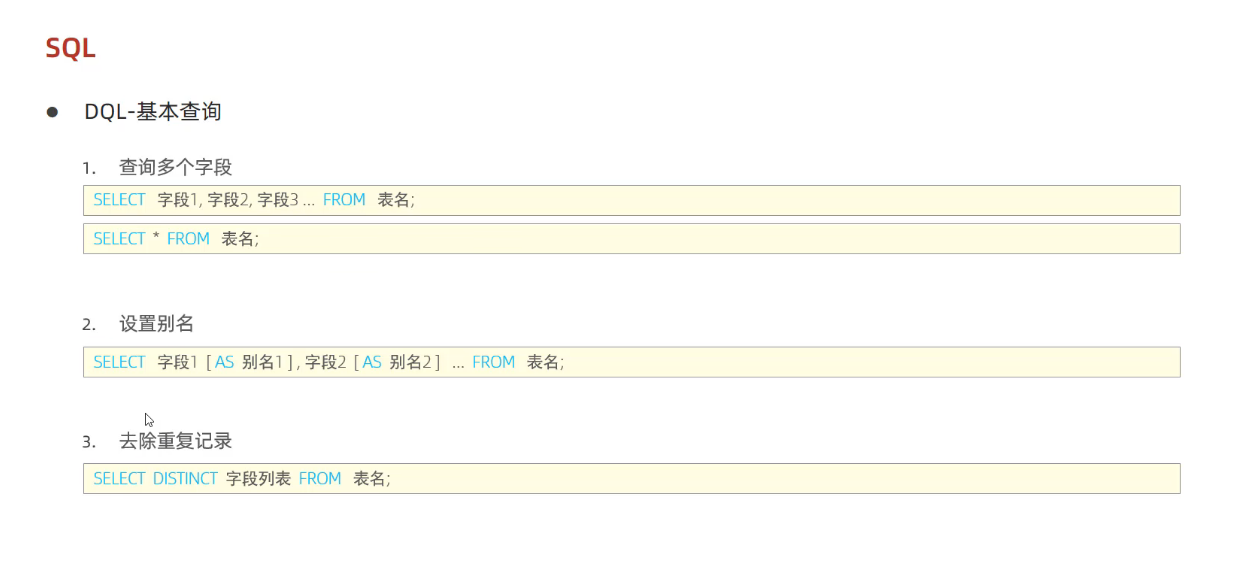 SQL
● DQL-基本查询
1. 查询多个字段
SELECT 字段1, 字段2, 字段3 ... FROM 表名;
SELECT * FROM 表名;
2. 设置别名
SELECT 字段1 [ AS 别名1 ] , 字段2 [ AS 别名2 ] ... FROM 表名;
3. 去除重复记录
SELECT DISTINCT 字段列表 FROM 表名;